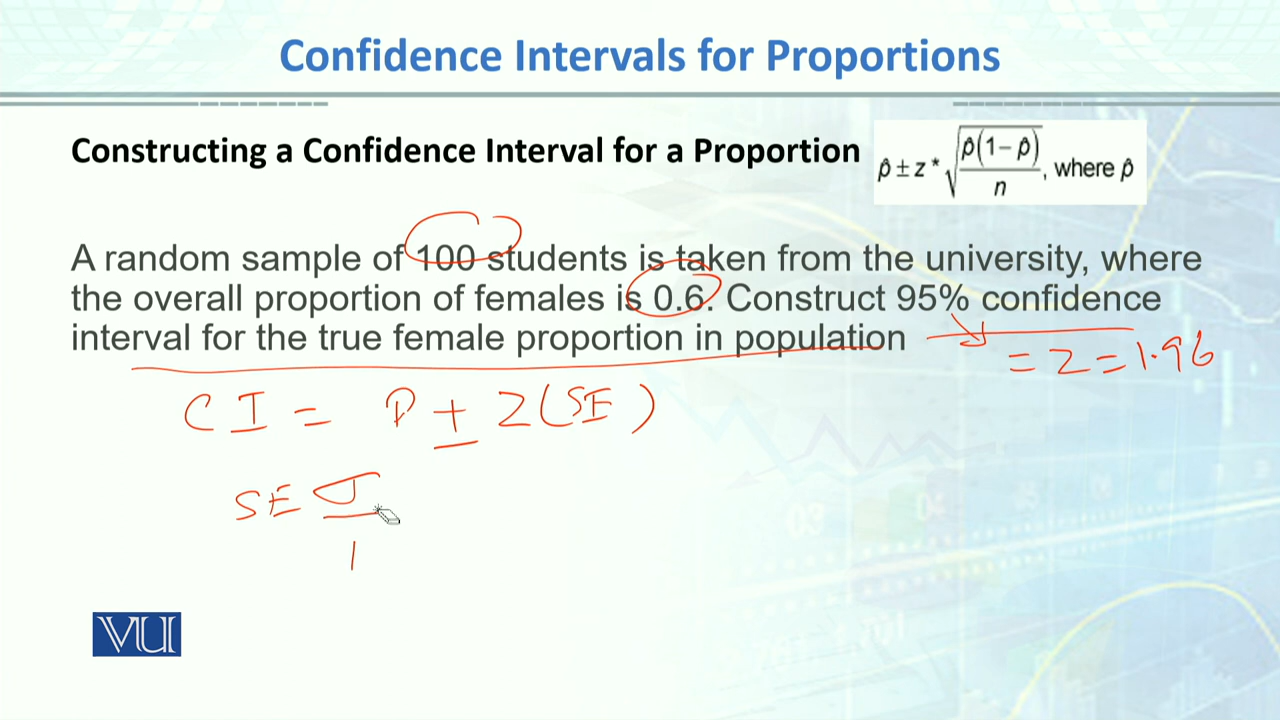 Confidence Intervals for Proportions
Constructing a Confidence Interval for a Proportion
p̂ ± z * √(p̂(1 − p̂)/n), where p̂
A random sample of 100 students is taken from the university, where
the overall proportion of females is 0.6. Construct 95% confidence
interval for the true female proportion in population
= Z = 1.96
CI = P ± Z (SE)
SE σ
VU